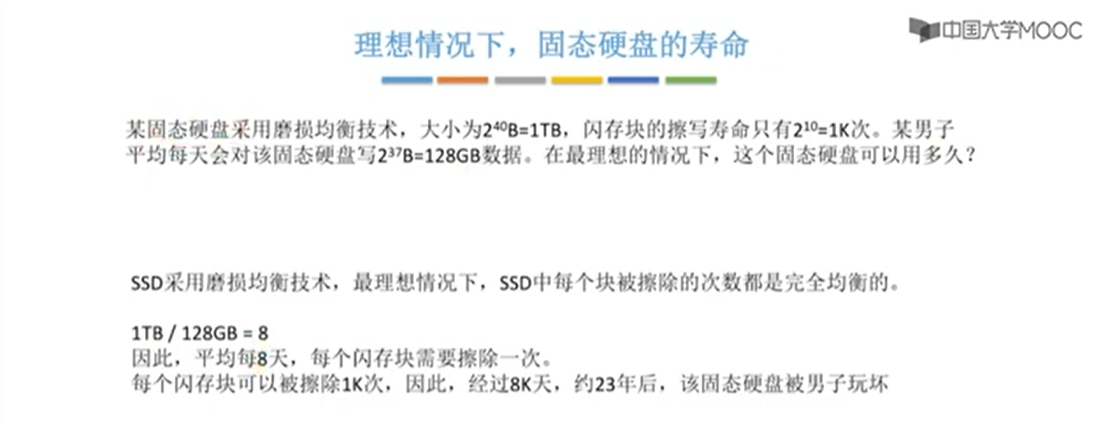 中国大学MOOC
理想情况下，固态硬盘的寿命
某固态硬盘采用磨损均衡技术，大小为2⁴⁰B=1TB，闪存块的擦写寿命只有2¹⁰=1K次。某男子
平均每天会对该固态硬盘写2³⁷B=128GB数据。在最理想的情况下，这个固态硬盘可以用多久？
SSD采用磨损均衡技术，最理想情况下，SSD中每个块被擦除的次数都是完全均衡的。
1TB / 128GB = 8
因此，平均每8天，每个闪存块需要擦除一次。
每个闪存块可以被擦除1K次，因此，经过8K天，约23年后，该固态硬盘被男子玩坏